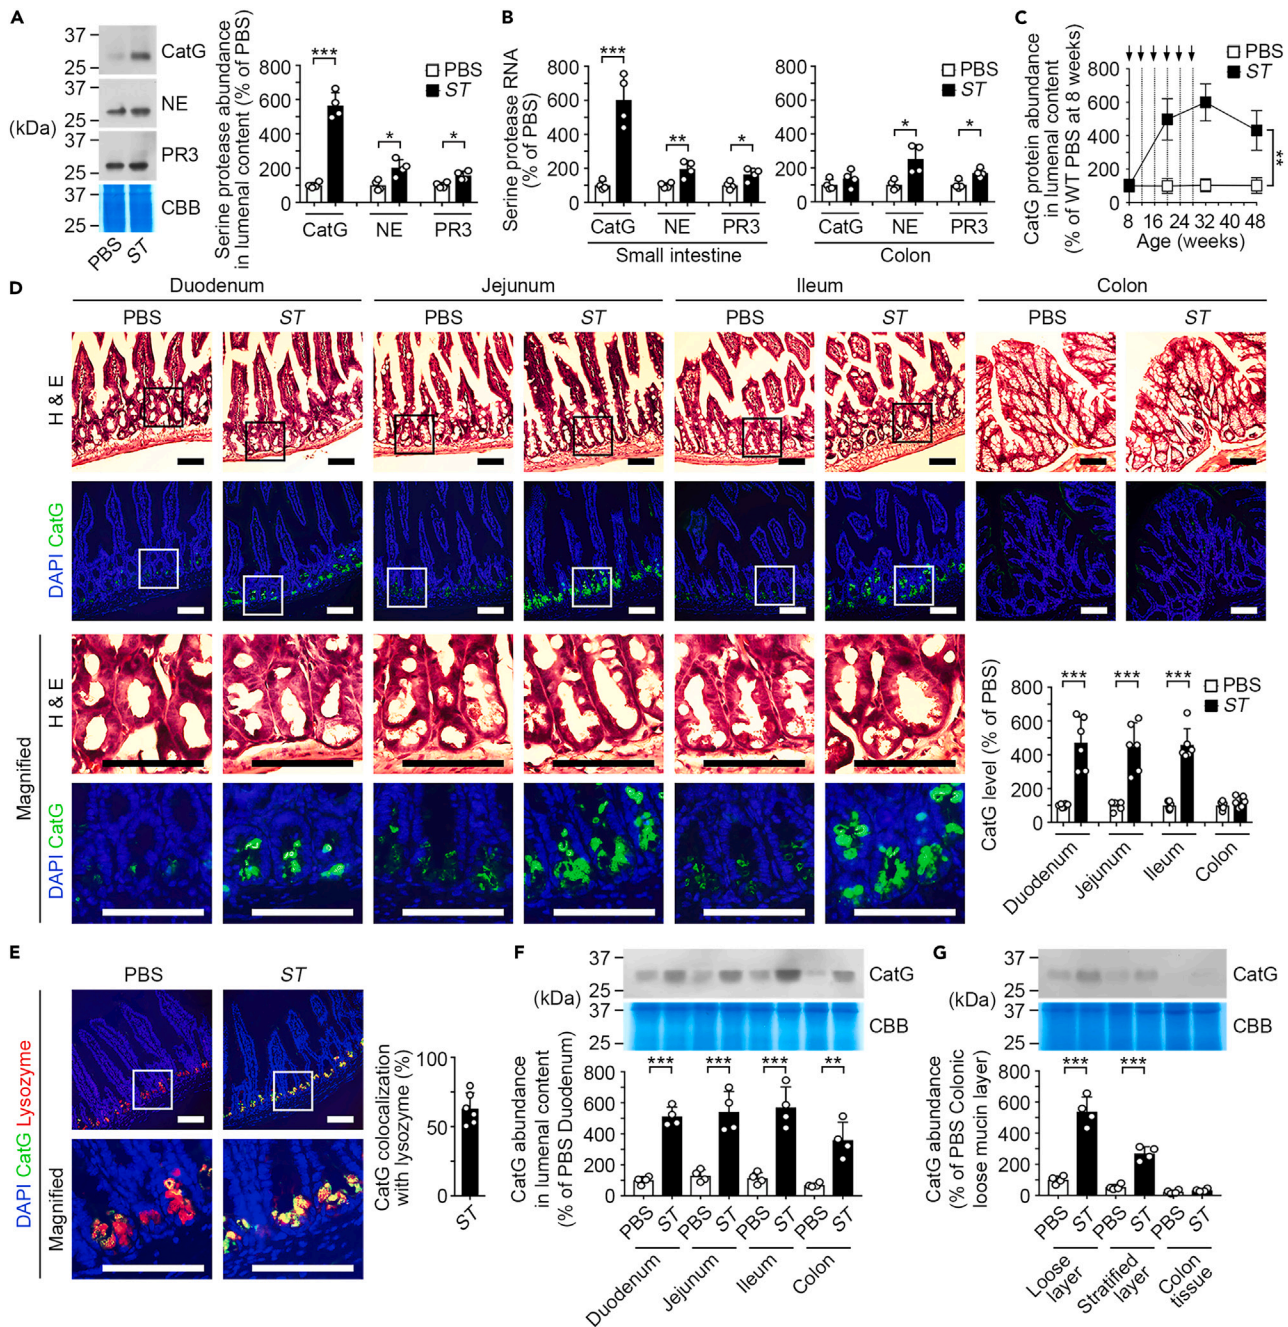 A
37
25
CatG
37
25
NE
(kDa)
37
25
PR3
37
25
CBB
PBS ST
Serine protease abundance
in lumenal content (% of PBS)
800
600
400
200
0
***
*
*
PBS
ST
CatG NE PR3
B
Serine protease RNA
(% of PBS)
800
600
400
200
0
***
**
*
CatG NE PR3
Small intestine
800
600
400
200
0
PBS
ST
*
*
CatG NE PR3
Colon
C
CatG protein abundance
in lumenal content
(% of WT PBS at 8 weeks)
PBS
ST
800
600
400
200
0
**
8 16 24 32 40 48
Age (weeks)
D
Duodenum Jejunum Ileum Colon
PBS ST PBS ST PBS ST PBS ST
H & E
DAPI CatG
Magnified
H & E
DAPI CatG
CatG level (% of PBS)
800
600
400
200
0
*** *** ***
PBS
ST
Duodenum
Jejunum
Ileum
Colon
E
PBS ST
DAPI CatG Lysozyme
Magnified
CatG colocalization
with lysozyme (%)
100
50
0
ST
F
(kDa)
37
25
CatG
37
25
CBB
CatG abundance
in lumenal content
(% of PBS Duodenum)
800
600
400
200
0
*** *** *** **
PBS ST PBS ST PBS ST PBS ST
Duodenum
Jejunum
Ileum
Colon
G
(kDa)
37
25
CatG
37
25
CBB
CatG abundance
(% of PBS Colonic
loose mucin layer)
800
600
400
200
0
*** ***
PBS ST PBS ST PBS ST
Loose
layer
Stratified
layer
Colon
tissue